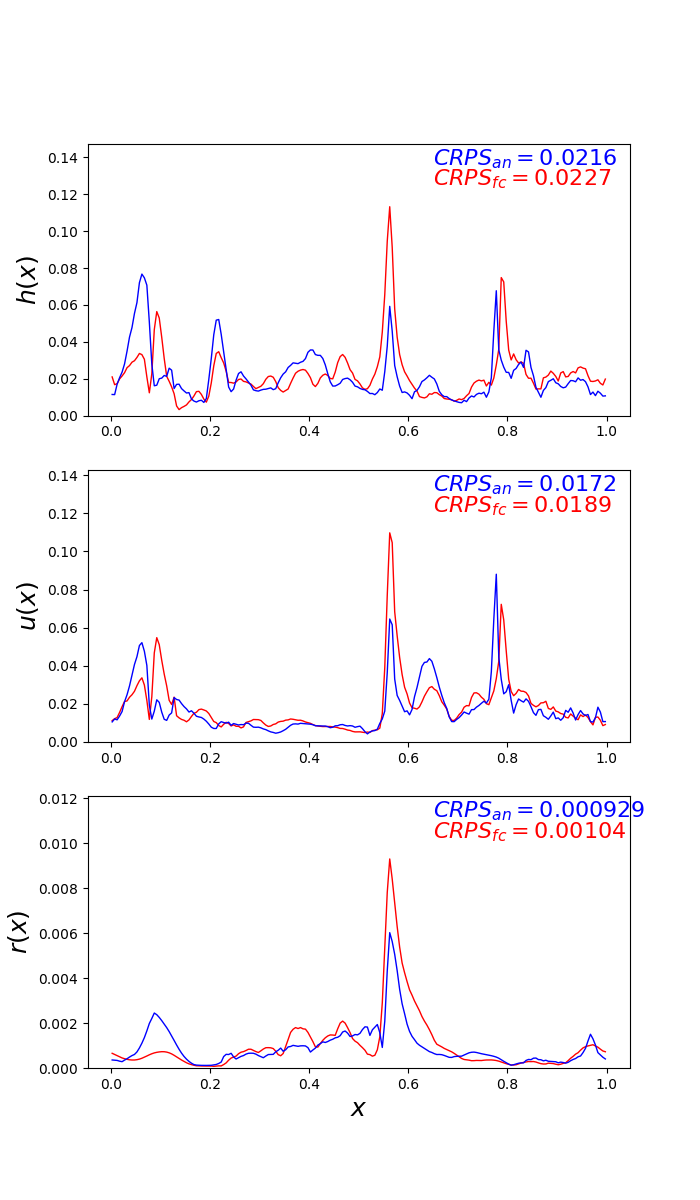 CRPS_an = 0.0216
CRPS_fc = 0.0227
h(x)
0.14
0.12
0.10
0.08
0.06
0.04
0.02
0.00
0.0 0.2 0.4 0.6 0.8 1.0
CRPS_an = 0.0172
CRPS_fc = 0.0189
u(x)
0.14
0.12
0.10
0.08
0.06
0.04
0.02
0.00
0.0 0.2 0.4 0.6 0.8 1.0
CRPS_an = 0.000929
CRPS_fc = 0.00104
r(x)
0.012
0.010
0.008
0.006
0.004
0.002
0.000
0.0 0.2 0.4 0.6 0.8 1.0
x